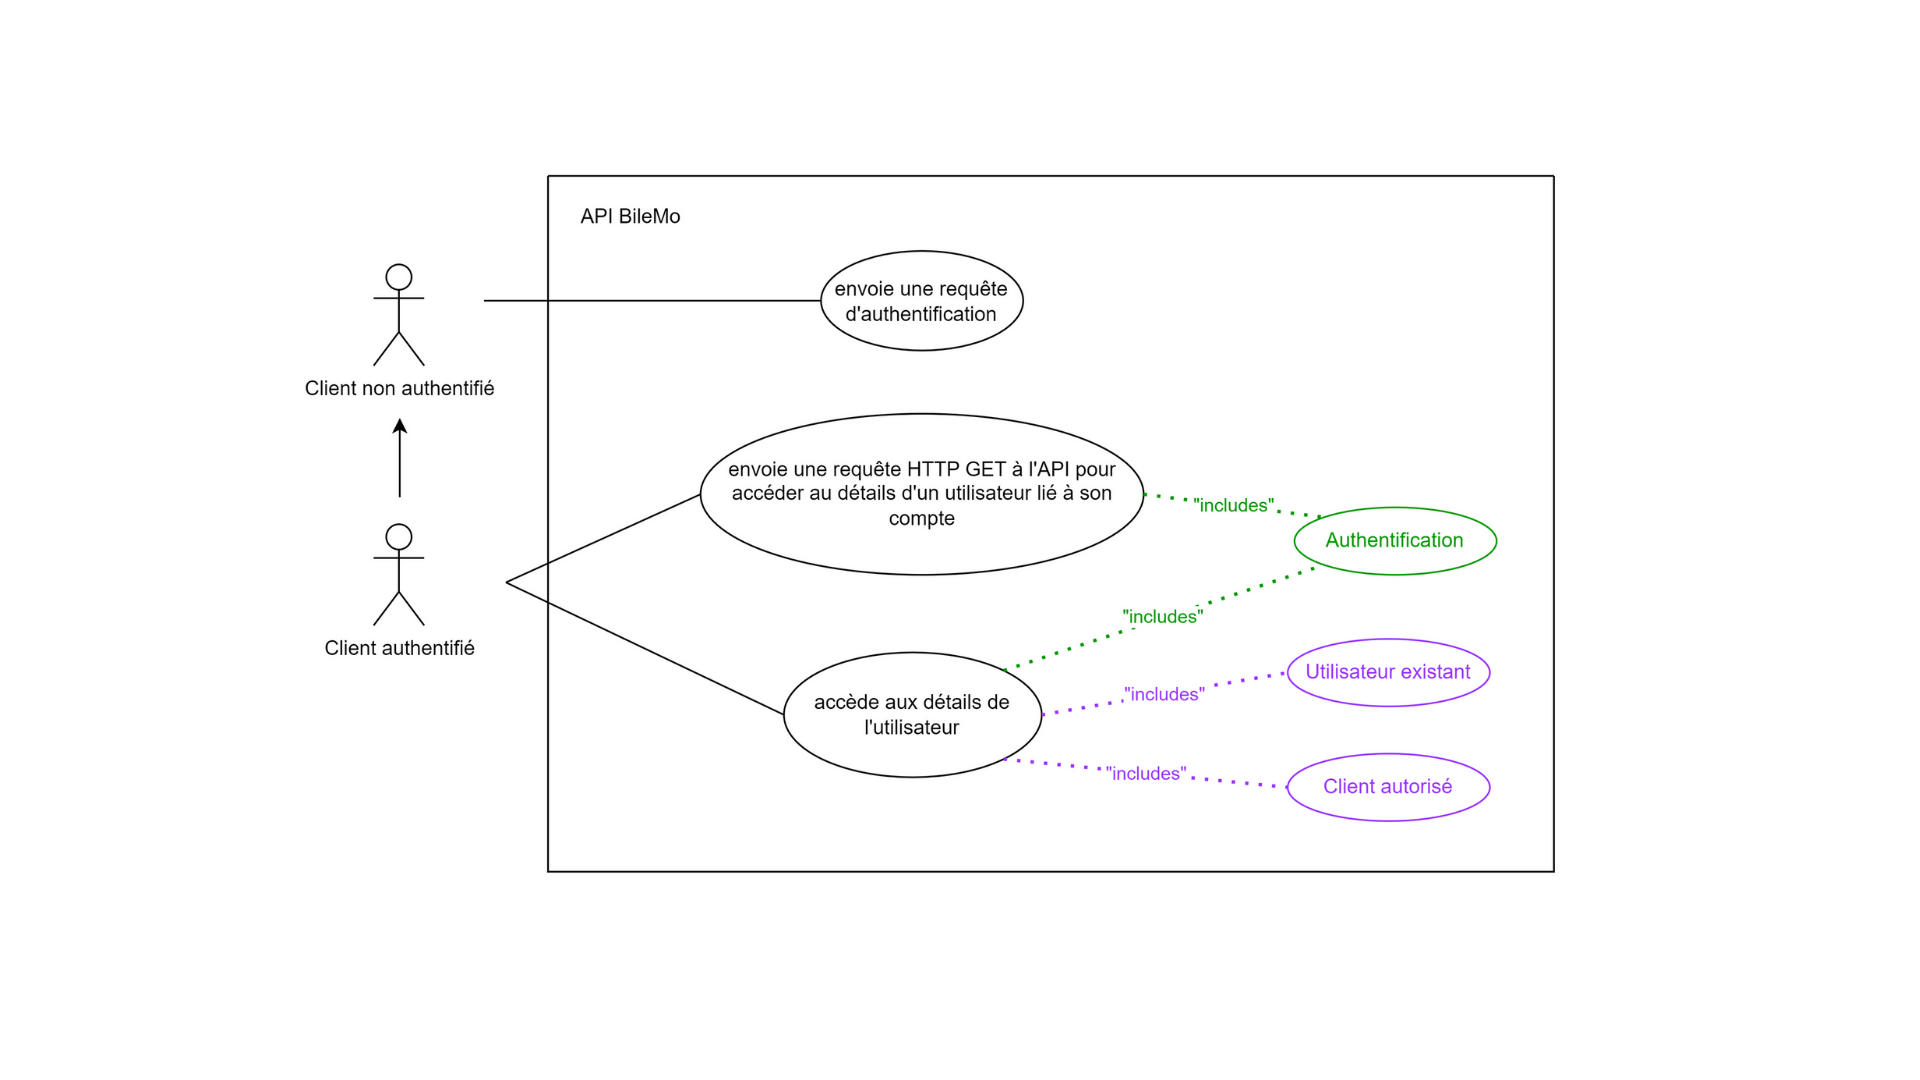 API BileMo
envoie une requête
d'authentification
Client non authentifié
envoie une requête HTTP GET à l'API pour
accéder au détails d'un utilisateur lié à son
compte
"includes"
Authentification
"includes"
Client authentifié
accède aux détails de
l'utilisateur
"includes"
Utilisateur existant
"includes"
Client autorisé